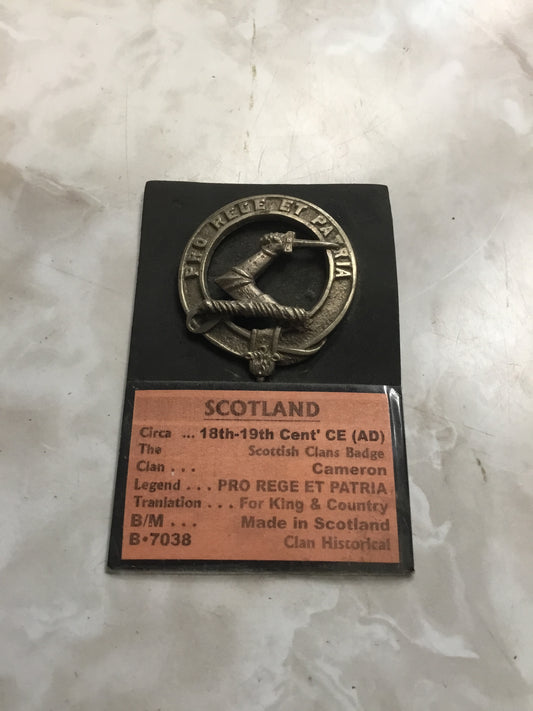 PRO REGE ET PATRIA
SCOTLAND
Circa ... 18th-19th Cent' CE (AD)
The Scottish Clans Badge
Clan ... Cameron
Legend ... PRO REGE ET PATRIA
Tranlation ... For King & Country
B/M ... Made in Scotland
B•7038 Clan Historical